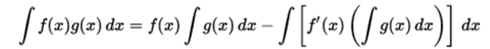 ∫ f(x)g(x) dx = f(x) ∫ g(x) dx − ∫ [f′(x) (∫ g(x) dx)] dx